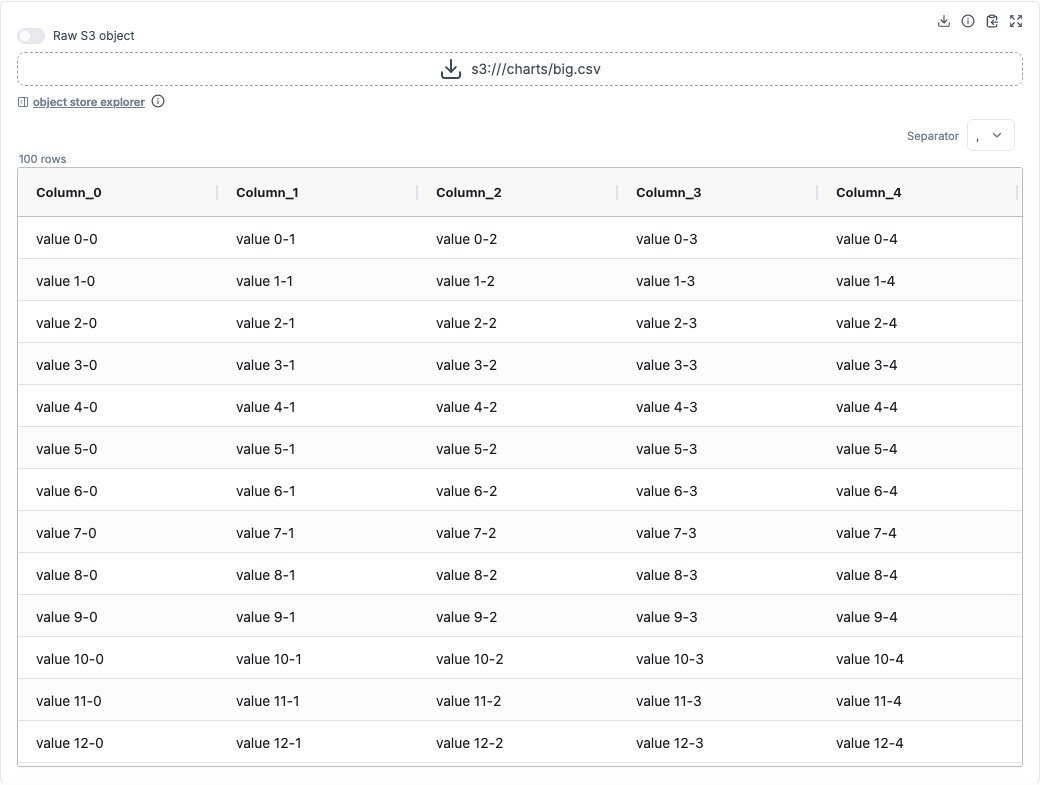 Raw S3 object
s3:///charts/big.csv
object store explorer
Separator ,
100 rows
Column_0 Column_1 Column_2 Column_3 Column_4
value 0-0 value 0-1 value 0-2 value 0-3 value 0-4
value 1-0 value 1-1 value 1-2 value 1-3 value 1-4
value 2-0 value 2-1 value 2-2 value 2-3 value 2-4
value 3-0 value 3-1 value 3-2 value 3-3 value 3-4
value 4-0 value 4-1 value 4-2 value 4-3 value 4-4
value 5-0 value 5-1 value 5-2 value 5-3 value 5-4
value 6-0 value 6-1 value 6-2 value 6-3 value 6-4
value 7-0 value 7-1 value 7-2 value 7-3 value 7-4
value 8-0 value 8-1 value 8-2 value 8-3 value 8-4
value 9-0 value 9-1 value 9-2 value 9-3 value 9-4
value 10-0 value 10-1 value 10-2 value 10-3 value 10-4
value 11-0 value 11-1 value 11-2 value 11-3 value 11-4
value 12-0 value 12-1 value 12-2 value 12-3 value 12-4